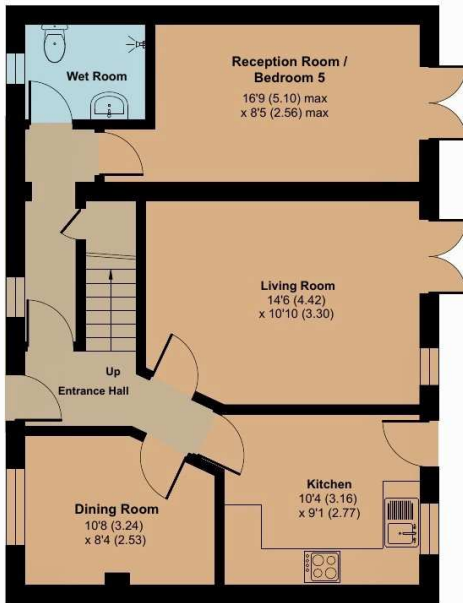 Wet Room
Reception Room /
Bedroom 5
16'9 (5.10) max
x 8'5 (2.56) max
Living Room
14'6 (4.42)
x 10'10 (3.30)
Up
Entrance Hall
Dining Room
10'8 (3.24)
x 8'4 (2.53)
Kitchen
10'4 (3.16)
x 9'1 (2.77)